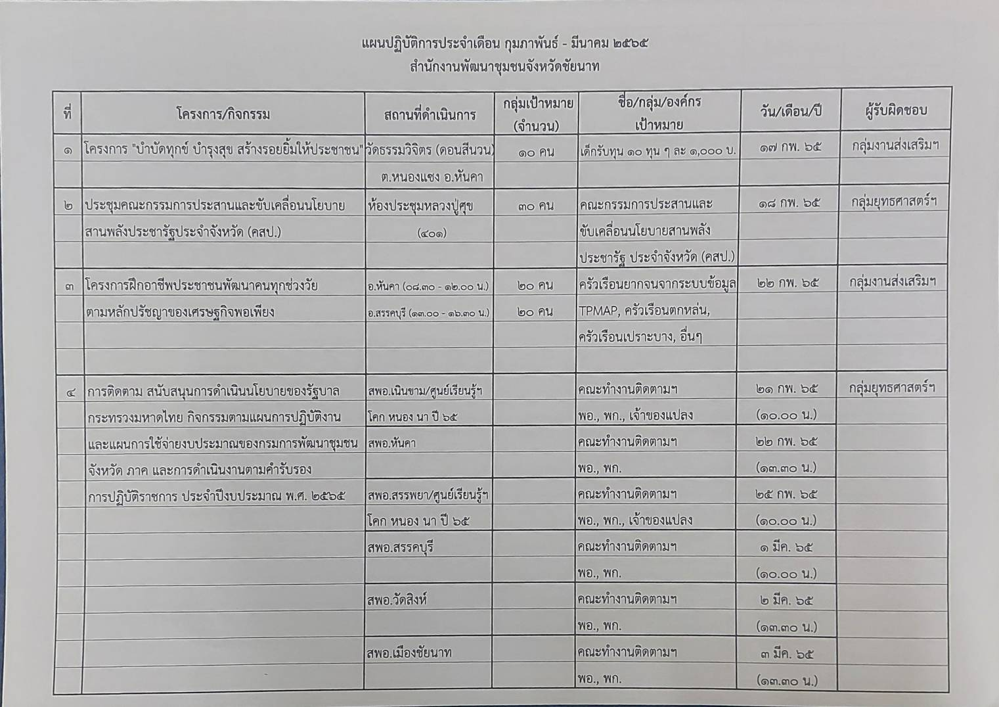 แผนปฏิบัติการประจำเดือน กุมภาพันธ์ - มีนาคม ๒๕๖๕
สำนักงานพัฒนาชุมชนจังหวัดชัยนาท
ที่ โครงการ/กิจกรรม สถานที่ดำเนินการ กลุ่มเป้าหมาย (จำนวน) ชื่อ/กลุ่ม/องค์กร เป้าหมาย วัน/เดือน/ปี ผู้รับผิดชอบ
๑ โครงการ "บำบัดทุกข์ บำรุงสุข สร้างรอยยิ้มให้ประชาชน" วัดธรรมวิจิตร (ดอนสีนวน) ๑๐ คน เด็กรับทุน ๑๐ ทุน ๆ ละ ๑,๐๐๐ บ. ๑๗ กพ. ๖๕ กลุ่มงานส่งเสริมฯ
ต.หนองแซง อ.หันคา
๒ ประชุมคณะกรรมการประสานและขับเคลื่อนนโยบาย ห้องประชุมหลวงปู่ศุข ๓๐ คน คณะกรรมการประสานและ ๑๘ กพ. ๖๕ กลุ่มยุทธศาสตร์ฯ
สานพลังประชารัฐประจำจังหวัด (คสป.) (๔๐๑) ขับเคลื่อนนโยบายสานพลัง
ประชารัฐ ประจำจังหวัด (คสป.)
๓ โครงการฝึกอาชีพประชาชนพัฒนาคนทุกช่วงวัย อ.หันคา (๐๘.๓๐ - ๑๒.๐๐ น.) ๒๐ คน ครัวเรือนยากจนจากระบบข้อมูล ๒๒ กพ. ๖๕ กลุ่มงานส่งเสริมฯ
ตามหลักปรัชญาของเศรษฐกิจพอเพียง อ.สรรคบุรี (๑๓.๐๐ - ๑๖.๓๐ น.) ๒๐ คน TPMAP, ครัวเรือนตกหล่น,
ครัวเรือนเปราะบาง, อื่นๆ
๔ การติดตาม สนับสนุนการดำเนินนโยบายของรัฐบาล สพอ.เนินขาม/ศูนย์เรียนรู้ฯ คณะทำงานติดตามฯ ๒๑ กพ. ๖๕ กลุ่มยุทธศาสตร์ฯ
กระทรวงมหาดไทย กิจกรรมตามแผนการปฏิบัติงาน โคก หนอง นา ปี ๖๕ พอ., พก., เจ้าของแปลง (๑๐.๐๐ น.)
และแผนการใช้จ่ายงบประมาณของกรมการพัฒนาชุมชน สพอ.หันคา คณะทำงานติดตามฯ ๒๒ กพ. ๖๕
จังหวัด ภาค และการดำเนินงานตามคำรับรอง พอ., พก. (๑๓.๓๐ น.)
การปฏิบัติราชการ ประจำปีงบประมาณ พ.ศ. ๒๕๖๕ สพอ.สรรพยา/ศูนย์เรียนรู้ฯ คณะทำงานติดตามฯ ๒๕ กพ. ๖๕
โคก หนอง นา ปี ๖๕ พอ., พก., เจ้าของแปลง (๑๐.๐๐ น.)
สพอ.สรรคบุรี คณะทำงานติดตามฯ ๑ มีค. ๖๕
พอ., พก. (๑๐.๐๐ น.)
สพอ.วัดสิงห์ คณะทำงานติดตามฯ ๒ มีค. ๖๕
พอ., พก. (๑๓.๓๐ น.)
สพอ.เมืองชัยนาท คณะทำงานติดตามฯ ๓ มีค. ๖๕
พอ., พก. (๑๓.๓๐ น.)